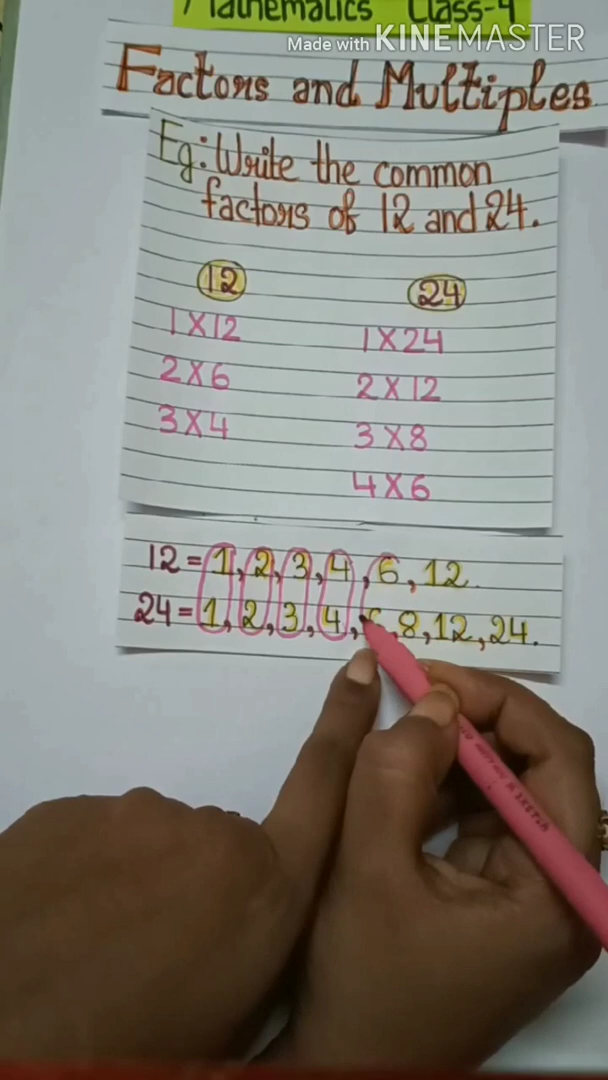 Mathematics Class-4
Made with KINEMASTER
Factors and Multiples
Eg: Write the common
factors of 12 and 24.
12 24
1X12 1X24
2X6 2X12
3X4 3X8
4X6
12 = 1, 2, 3, 4, 6, 12
24 = 1, 2, 3, 4, 6, 8, 12, 24.